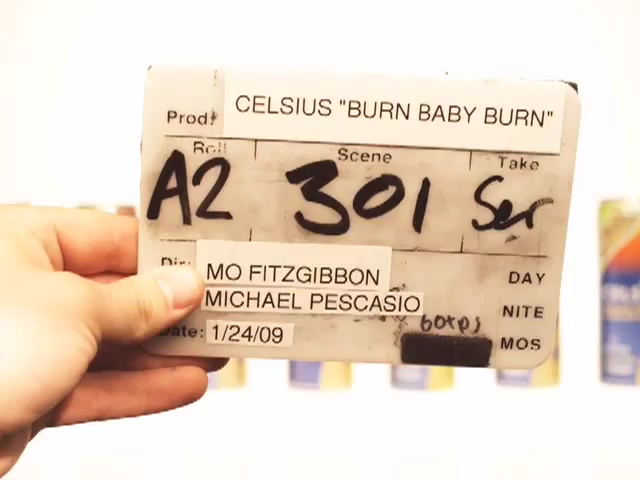 Prod: CELSIUS "BURN BABY BURN"
Roll Scene Take
A2 301 Ser
Dir: MO FITZGIBBON
MICHAEL PESCASIO
Date: 1/24/09
DAY
NITE
60fps
MOS